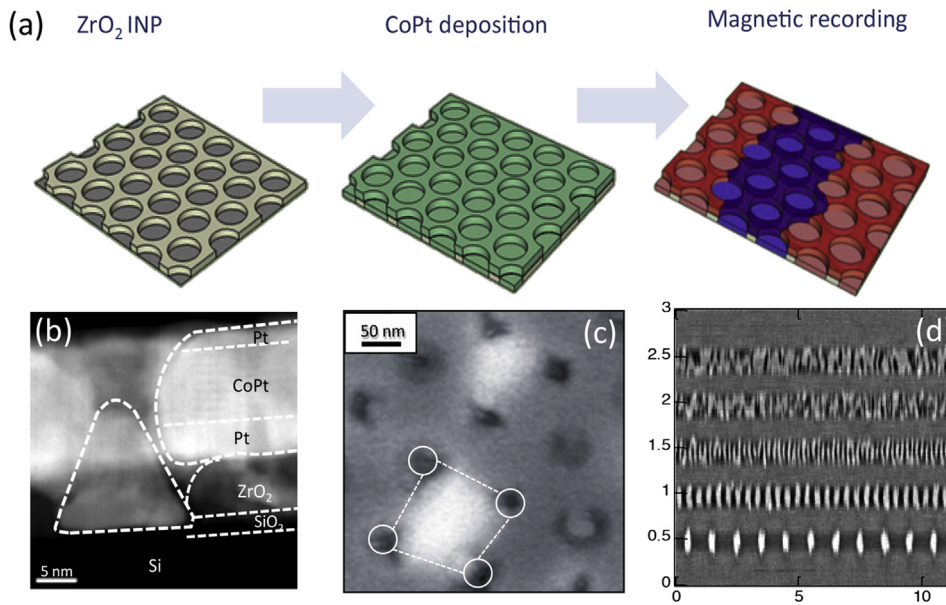 (a)
ZrO₂ INP
CoPt deposition
Magnetic recording
(b)
Pt
CoPt
Pt
ZrO₂
SiO₂
Si
5 nm
50 nm
(c)
(d)
3
2.5
2
1.5
1
0.5
0
0 5 10